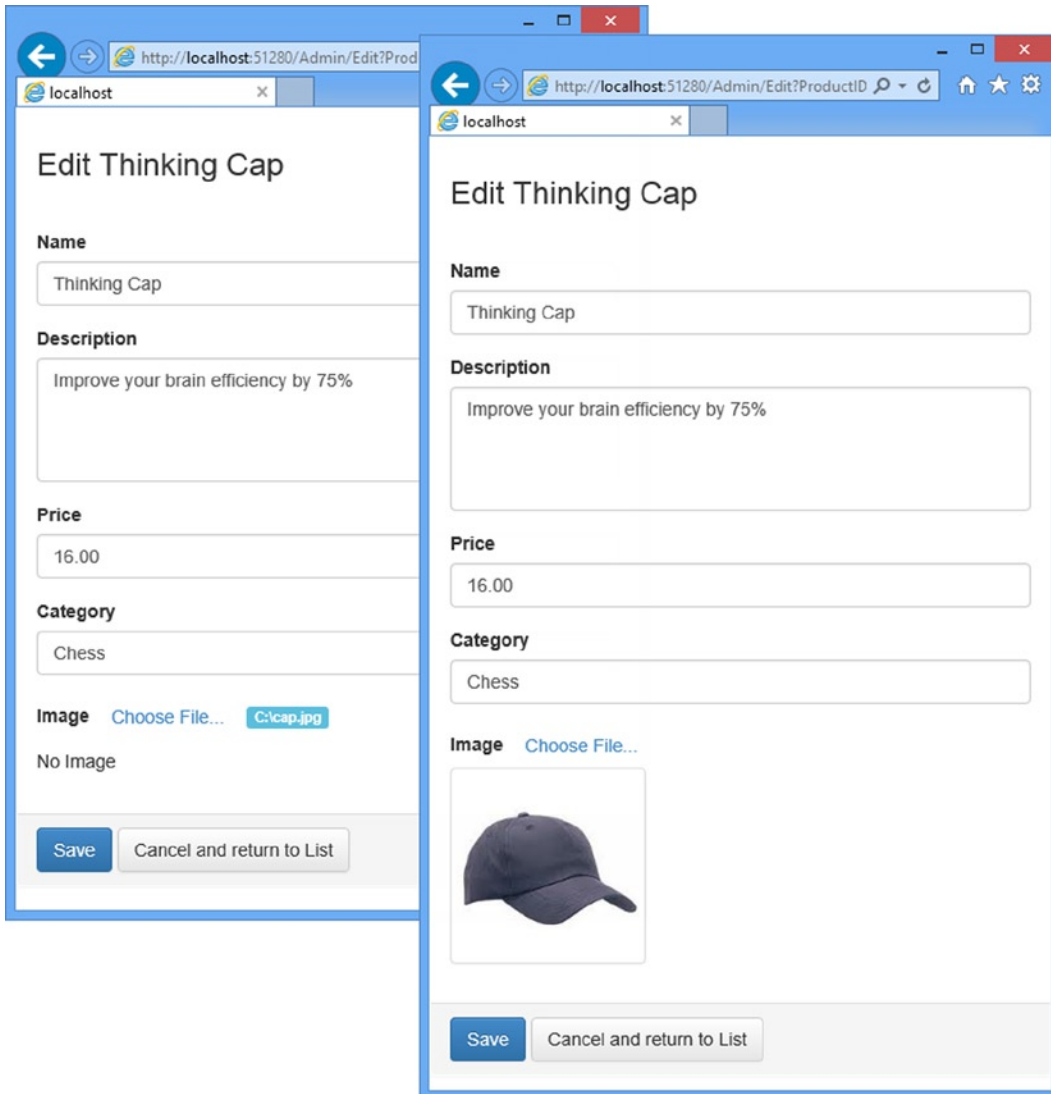 http://localhost:51280/Admin/Edit?Prod
localhost
Edit Thinking Cap
Name
Thinking Cap
Description
Improve your brain efficiency by 75%
Price
16.00
Category
Chess
Image Choose File... C:\cap.jpg
No Image
Save Cancel and return to List
http://localhost:51280/Admin/Edit?ProductID
localhost
Edit Thinking Cap
Name
Thinking Cap
Description
Improve your brain efficiency by 75%
Price
16.00
Category
Chess
Image Choose File...
Save Cancel and return to List